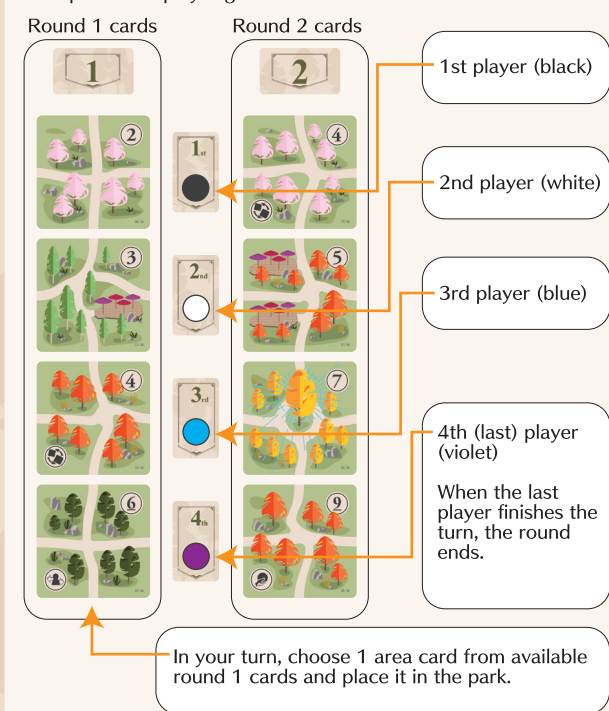 Round 1 cards
Round 2 cards
1
2
2
3
4
6
1st
2nd
3rd
4th
4
5
7
9
1st player (black)
2nd player (white)
3rd player (blue)
4th (last) player
(violet)
When the last
player finishes the
turn, the round
ends.
In your turn, choose 1 area card from available
round 1 cards and place it in the park.